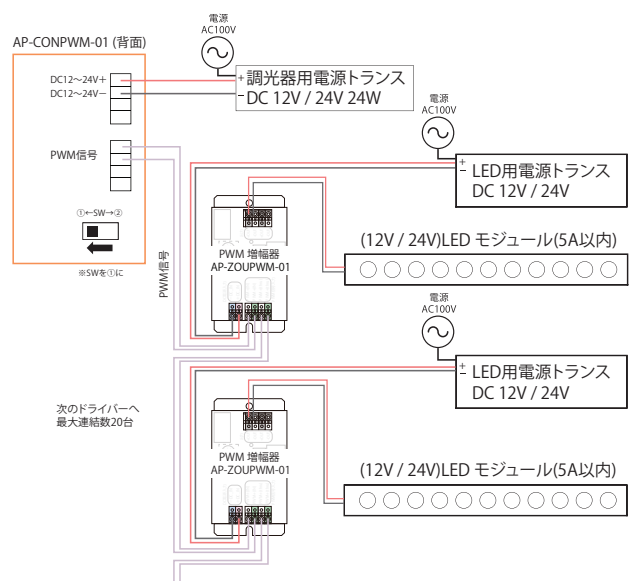 AP-CONPWM-01 (背面)
DC12～24V＋
DC12～24V－
PWM信号
①←SW→②
※SWを①に
電源
AC100V
+調光器用電源トランス
-DC 12V / 24V 24W
電源
AC100V
+ LED用電源トランス
- DC 12V / 24V
PWM 増幅器
AP-ZOUPWM-01
(12V / 24V)LED モジュール(5A以内)
PWM信号
電源
AC100V
+ LED用電源トランス
- DC 12V / 24V
次のドライバーへ
最大連結数20台
PWM 増幅器
AP-ZOUPWM-01
(12V / 24V)LED モジュール(5A以内)